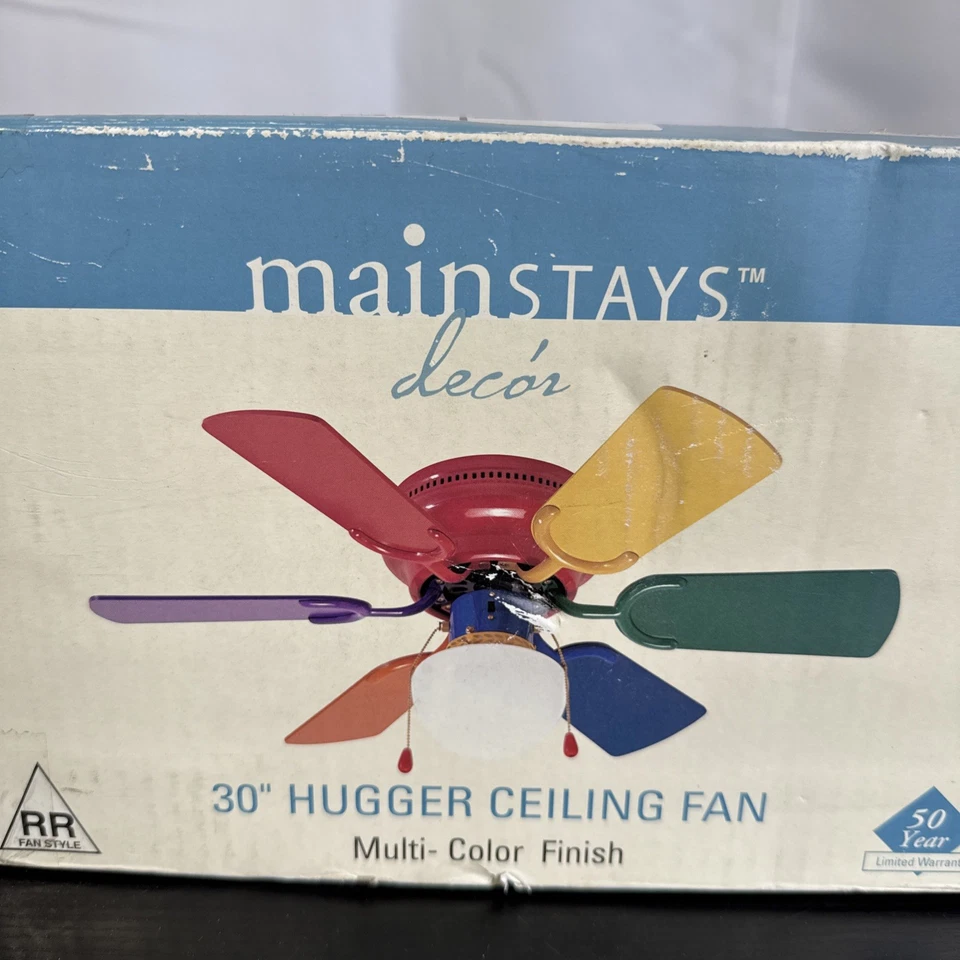 mainSTAYS™
decór
30" HUGGER CEILING FAN
Multi- Color Finish
RR
FAN STYLE
50
Year
Limited Warrant